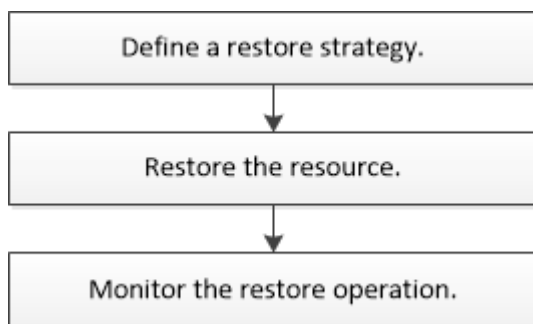 Define a restore strategy.
Restore the resource.
Monitor the restore operation.